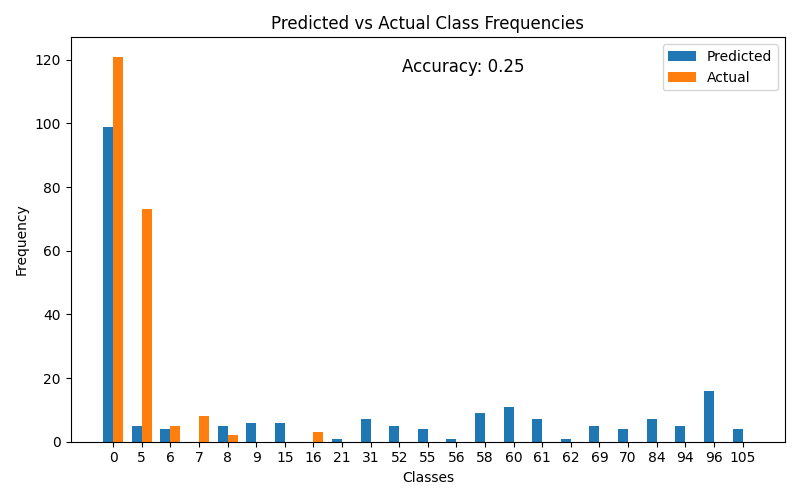 Predicted vs Actual Class Frequencies
Accuracy: 0.25
Predicted
Actual
Frequency
120
100
80
60
40
20
0
0 5 6 7 8 9 15 16 21 31 52 55 56 58 60 61 62 69 70 84 94 96 105
Classes